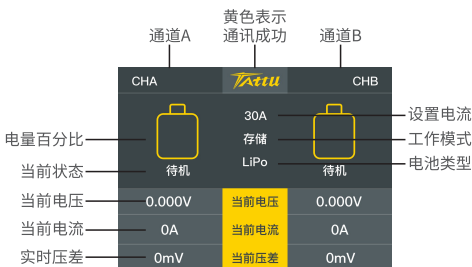 黄色表示
通讯成功
通道A
通道B
CHA
TATTU
CHB
30A
设置电流
电量百分比
存储
工作模式
LiPo
电池类型
当前状态
待机
待机
当前电压
0.000V
当前电压
0.000V
当前电流
0A
当前电流
0A
实时压差
0mV
当前压差
0mV